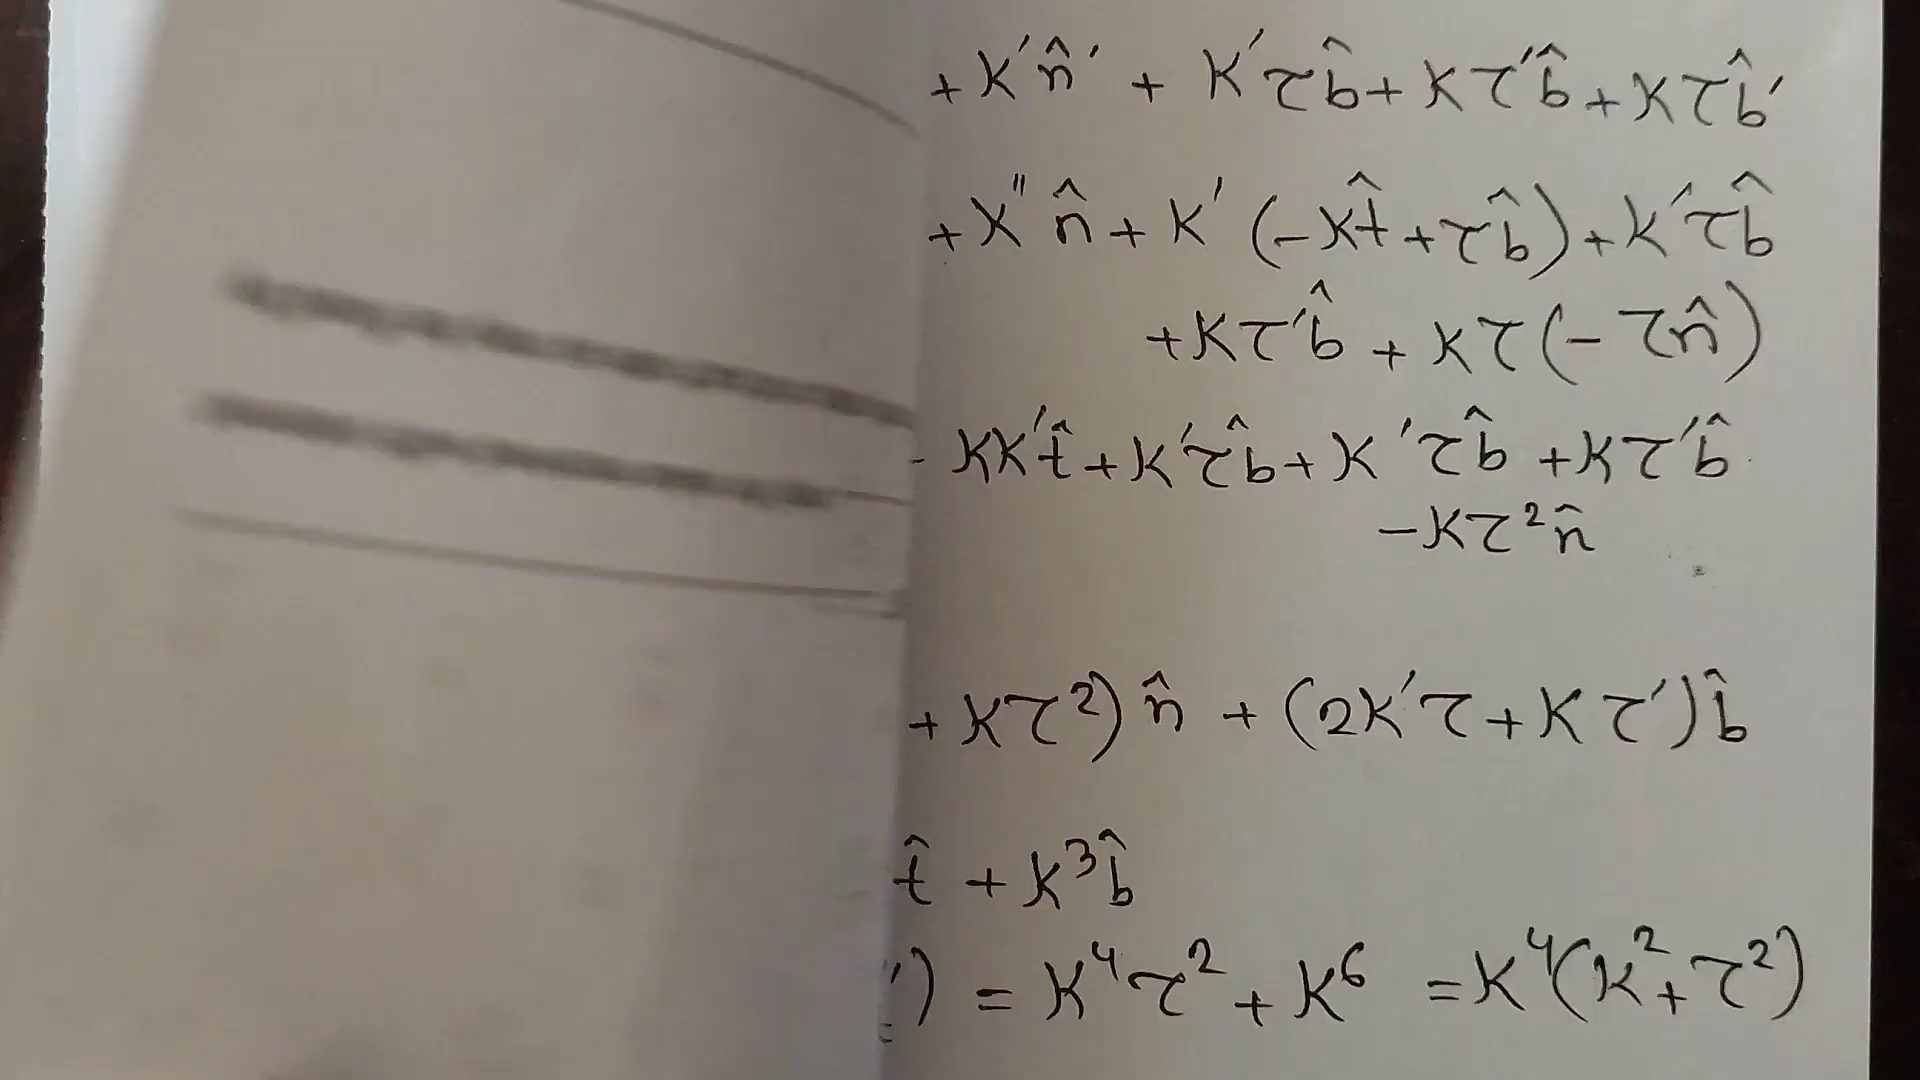 + κ′n̂′ + κ′τb̂ + κτ′b̂ + κτb̂′
+ κ″n̂ + κ′(-κt̂ + τb̂) + κ′τb̂
+ κτ′b̂ + κτ(-τn̂)
- κκ′t̂ + κ′τb̂ + κ′τb̂ + κτ′b̂
- κτ²n̂
+ κτ²)n̂ + (2κ′τ + κτ′)b̂
t̂ + κ³b̂
′) = κ⁴τ² + κ⁶ = κ⁴(κ² + τ²)